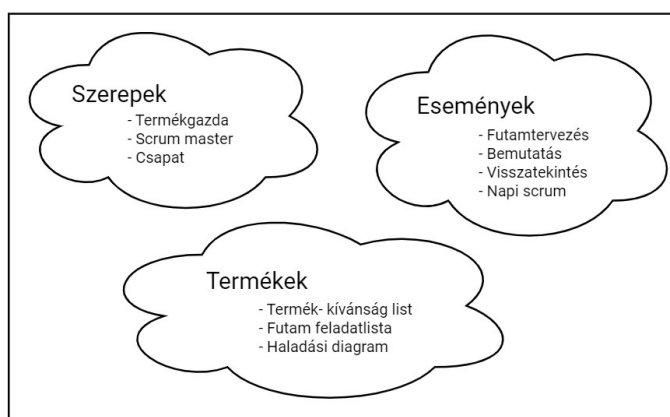 Szerepek
- Termékgazda
- Scrum master
- Csapat
Események
- Futamtervezés
- Bemutatás
- Visszatekintés
- Napi scrum
Termékek
- Termék- kívánság list
- Futam feladatlista
- Haladási diagram